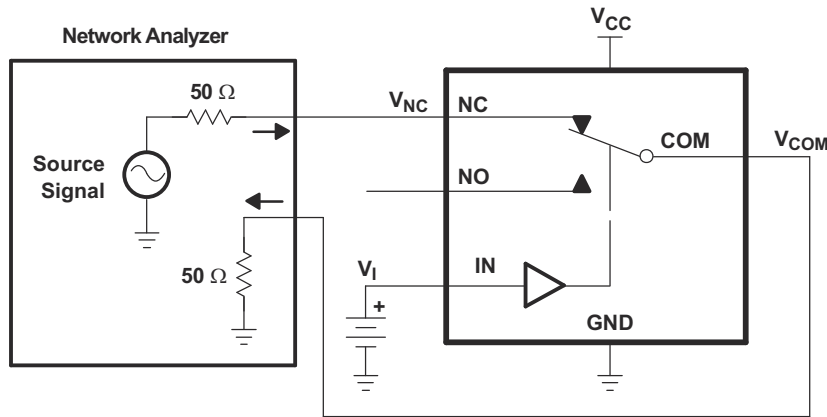 Network Analyzer
V_CC
50 Ω
V_NC
NC
COM
V_COM
Source
Signal
NO
50 Ω
V_I
IN
+
GND